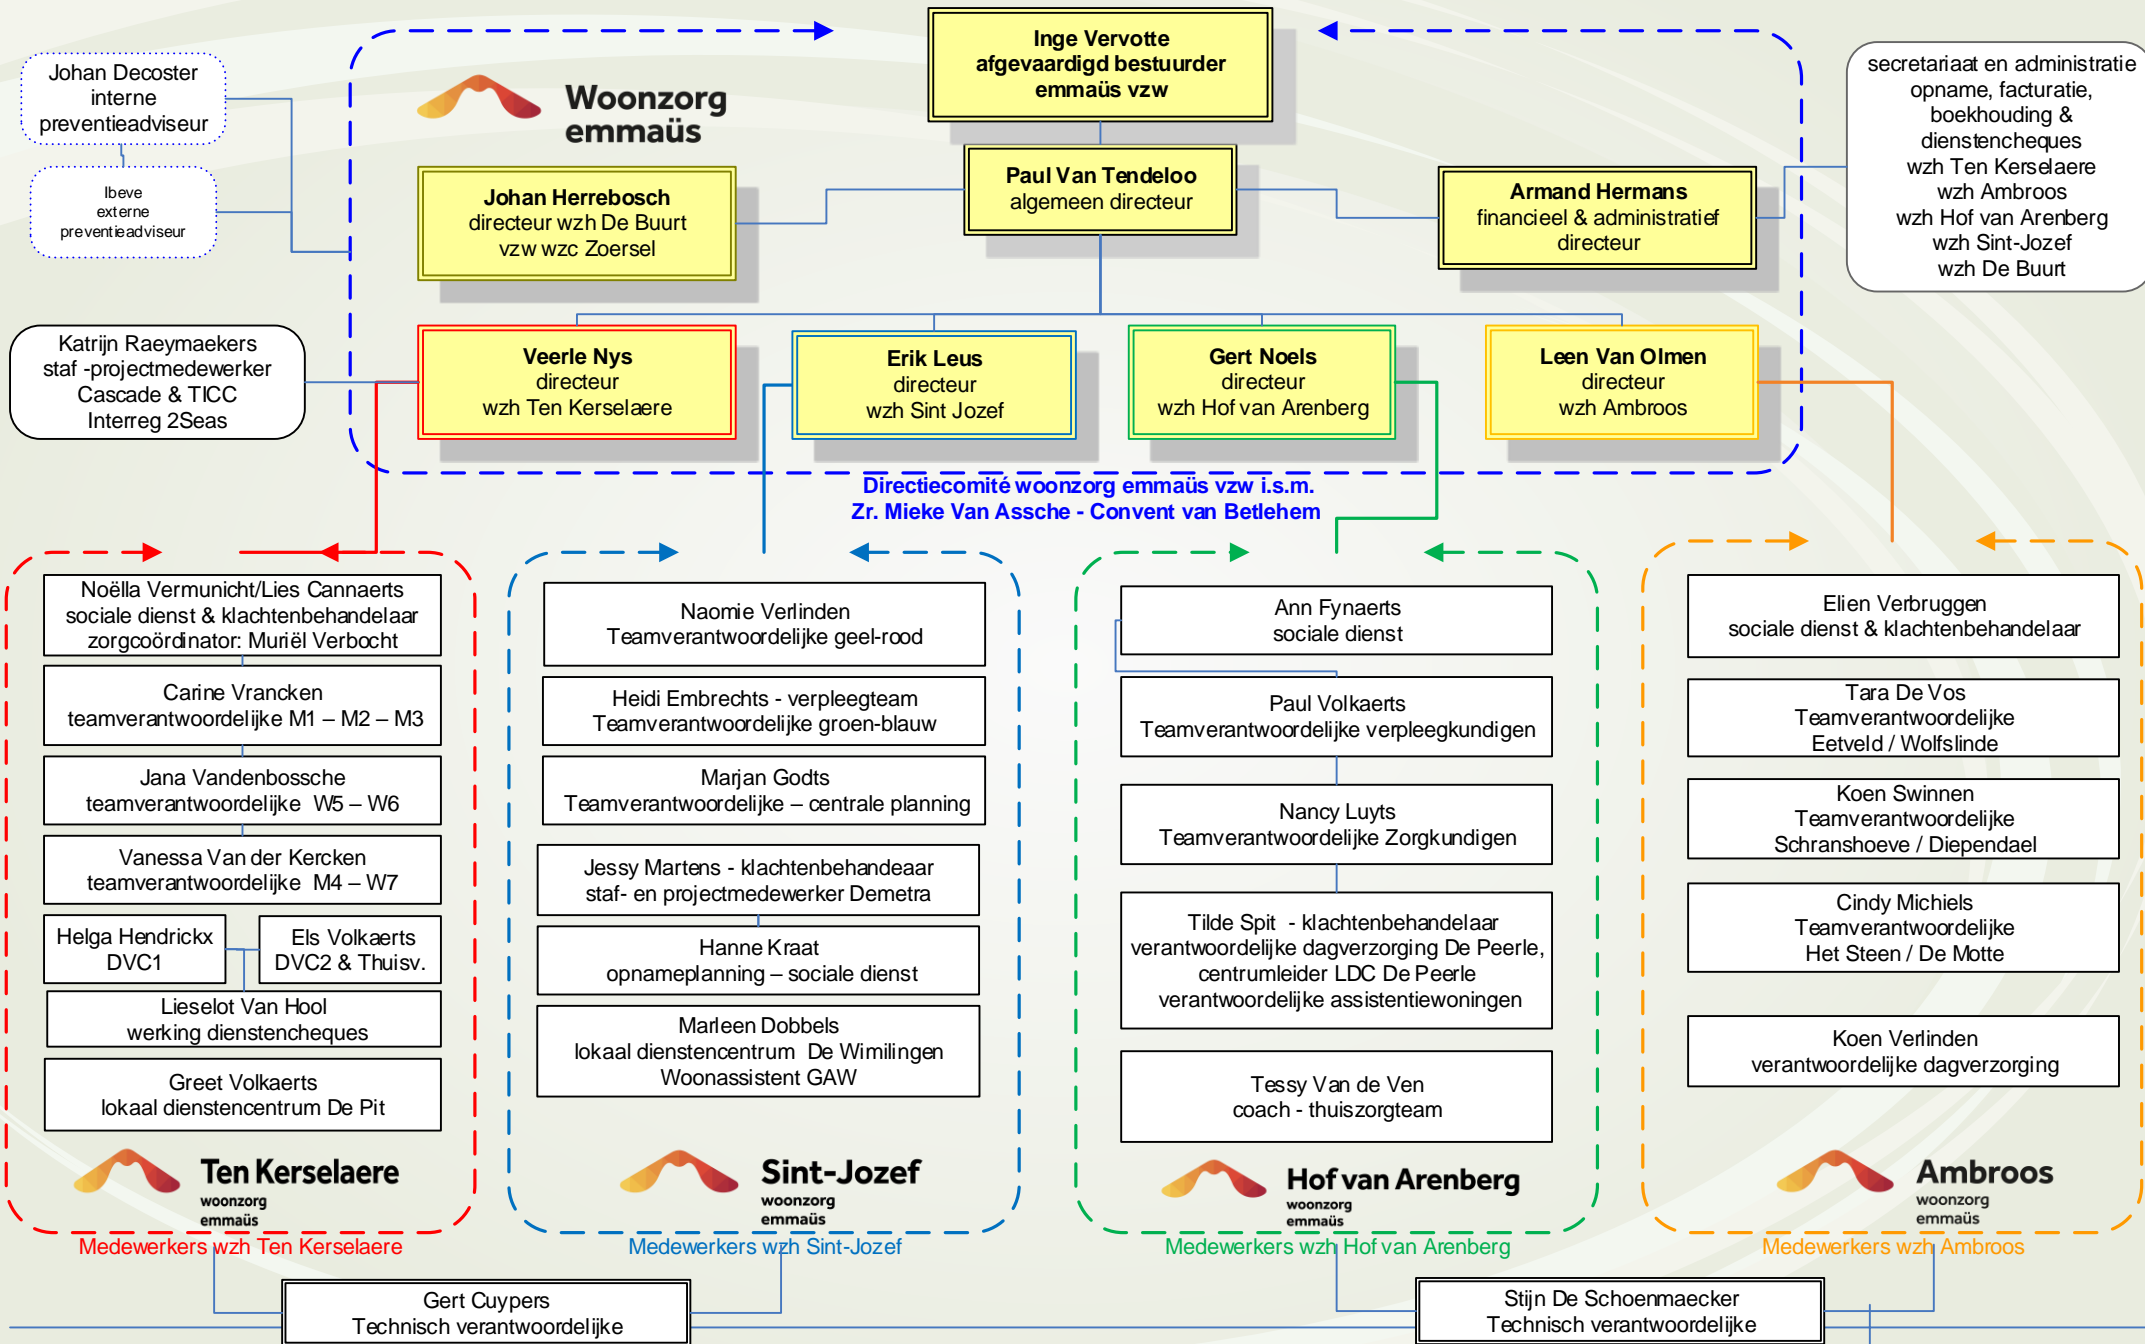 Inge Vervotte
afgevaardigd bestuurder
emmaüs vzw
Johan Decoster
interne
preventieadviseur
Ibeve
externe
preventieadviseur
Woonzorg
emmaüs
secretariaat en administratie
opname, facturatie,
boekhouding &
dienstencheques
wzh Ten Kerselaere
wzh Ambroos
wzh Hof van Arenberg
wzh Sint-Jozef
wzh De Buurt
Johan Herrebosch
directeur wzh De Buurt
vzw wzc Zoersel
Paul Van Tendeloo
algemeen directeur
Armand Hermans
financieel & administratief
directeur
Katrijn Raeymaekers
staf -projectmedewerker
Cascade & TICC
Interreg 2Seas
Veerle Nys
directeur
wzh Ten Kerselaere
Erik Leus
directeur
wzh Sint Jozef
Gert Noels
directeur
wzh Hof van Arenberg
Leen Van Olmen
directeur
wzh Ambroos
Directiecomité woonzorg emmaüs vzw i.s.m.
Zr. Mieke Van Assche - Convent van Betlehem
Noëlla Vermunicht/Lies Cannaerts
sociale dienst & klachtenbehandelaar
zorgcoördinator: Muriël Verbocht
Carine Vrancken
teamverantwoordelijke M1 – M2 – M3
Jana Vandenbossche
teamverantwoordelijke W5 – W6
Vanessa Van der Kercken
teamverantwoordelijke M4 – W7
Helga Hendrickx
DVC1
Els Volkaerts
DVC2 & Thuisv.
Lieselot Van Hool
werking dienstencheques
Greet Volkaerts
lokaal dienstencentrum De Pit
Ten Kerselaere
woonzorg
emmaüs
Medewerkers wzh Ten Kerselaere
Naomie Verlinden
Teamverantwoordelijke geel-rood
Heidi Embrechts - verpleegteam
Teamverantwoordelijke groen-blauw
Marjan Godts
Teamverantwoordelijke – centrale planning
Jessy Martens - klachtenbehandeaar
staf- en projectmedewerker Demetra
Hanne Kraat
opnameplanning – sociale dienst
Marleen Dobbels
lokaal dienstencentrum De Wimilingen
Woonassistent GAW
Sint-Jozef
woonzorg
emmaüs
Medewerkers wzh Sint-Jozef
Ann Fynaerts
sociale dienst
Paul Volkaerts
Teamverantwoordelijke verpleegkundigen
Nancy Luyts
Teamverantwoordelijke Zorgkundigen
Tilde Spit - klachtenbehandelaar
verantwoordelijke dagverzorging De Peerle,
centrumleider LDC De Peerle
verantwoordelijke assistentiewoningen
Tessy Van de Ven
coach - thuiszorgteam
Hof van Arenberg
woonzorg
emmaüs
Medewerkers wzh Hof van Arenberg
Elien Verbruggen
sociale dienst & klachtenbehandelaar
Tara De Vos
Teamverantwoordelijke
Eetveld / Wolfslinde
Koen Swinnen
Teamverantwoordelijke
Schranshoeve / Diependael
Cindy Michiels
Teamverantwoordelijke
Het Steen / De Motte
Koen Verlinden
verantwoordelijke dagverzorging
Ambroos
woonzorg
emmaüs
Medewerkers wzh Ambroos
Gert Cuypers
Technisch verantwoordelijke
Stijn De Schoenmaecker
Technisch verantwoordelijke